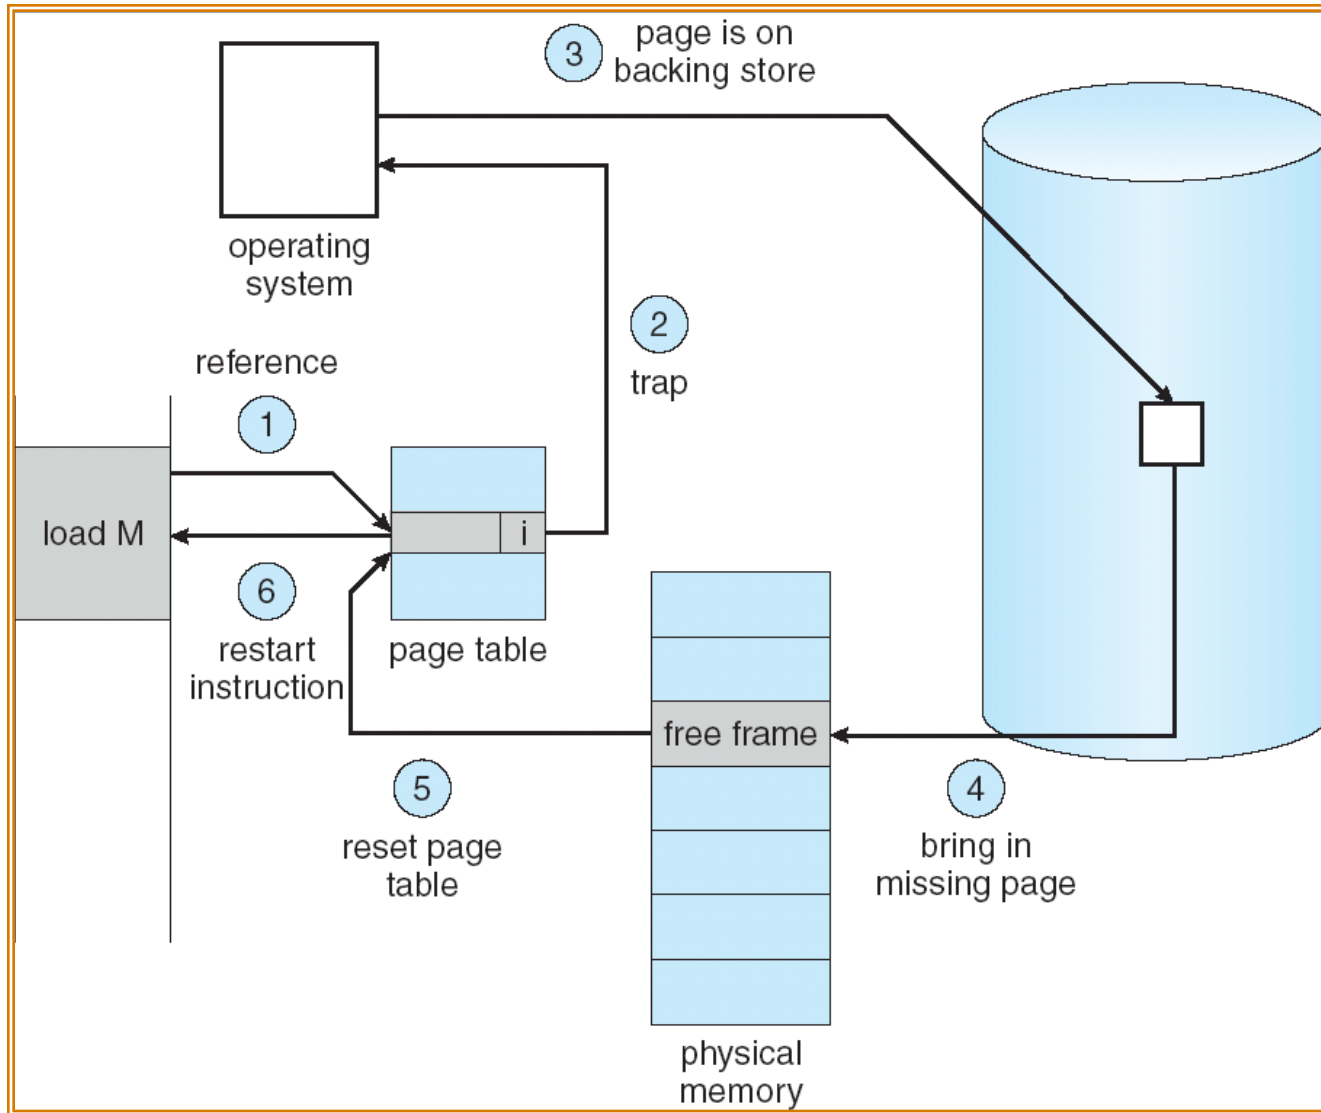 3
page is on
backing store
operating
system
2
trap
reference
1
load M
i
6
restart
instruction
page table
free frame
5
reset page
table
4
bring in
missing page
physical
memory